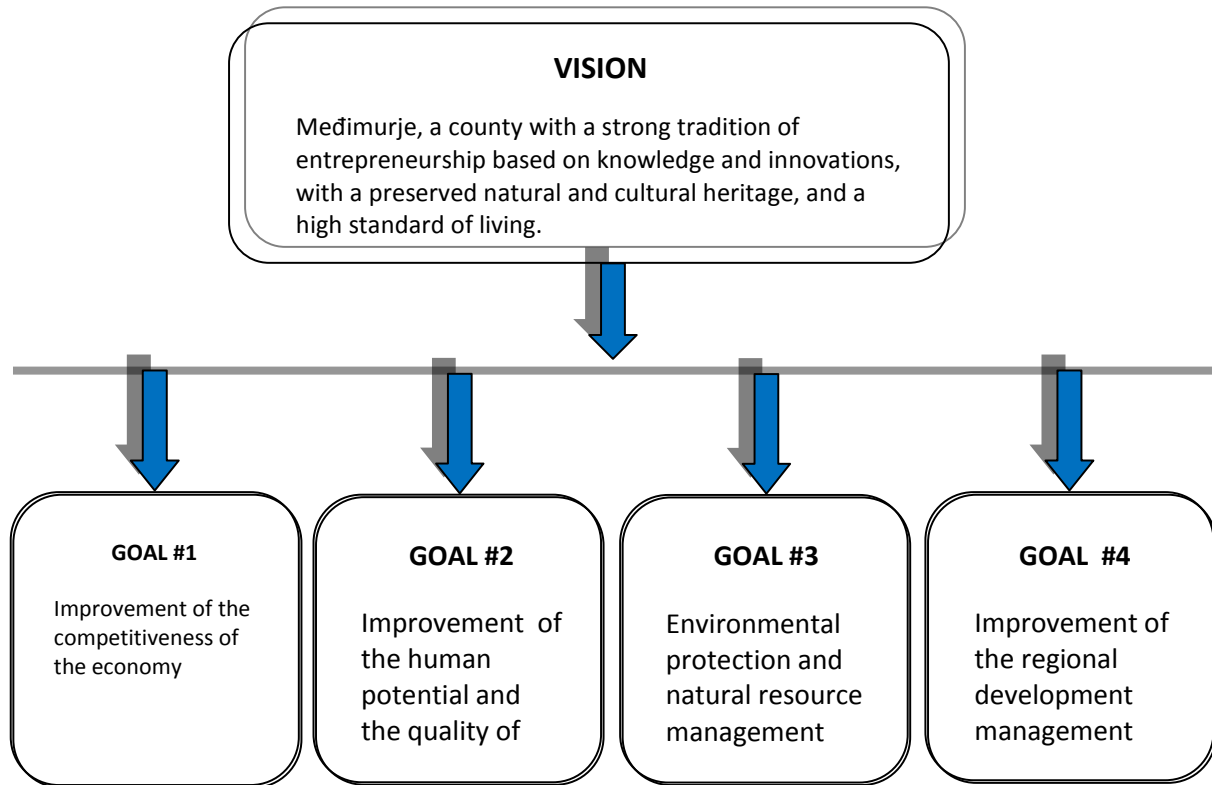 VISION
Međimurje, a county with a strong tradition of
entrepreneurship based on knowledge and innovations,
with a preserved natural and cultural heritage, and a
high standard of living.
GOAL #1
Improvement of the
competitiveness of
the economy
GOAL #2
Improvement of
the human
potential and
the quality of
GOAL #3
Environmental
protection and
natural resource
management
GOAL #4
Improvement of
the regional
development
management